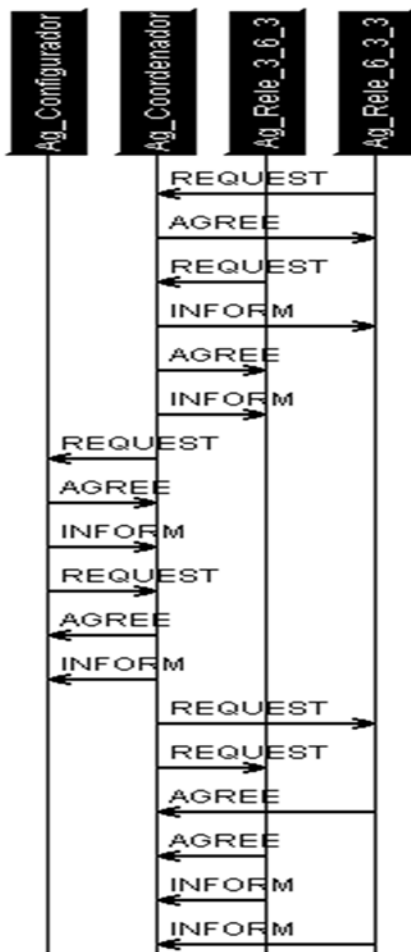 Ag_Configurador
Ag_Coordenador
Ag_Rele_3_6_3
Ag_Rele_6_3_3
REQUEST
AGREE
REQUEST
INFORM
AGREE
INFORM
REQUEST
AGREE
INFORM
REQUEST
AGREE
INFORM
REQUEST
REQUEST
AGREE
AGREE
INFORM
INFORM